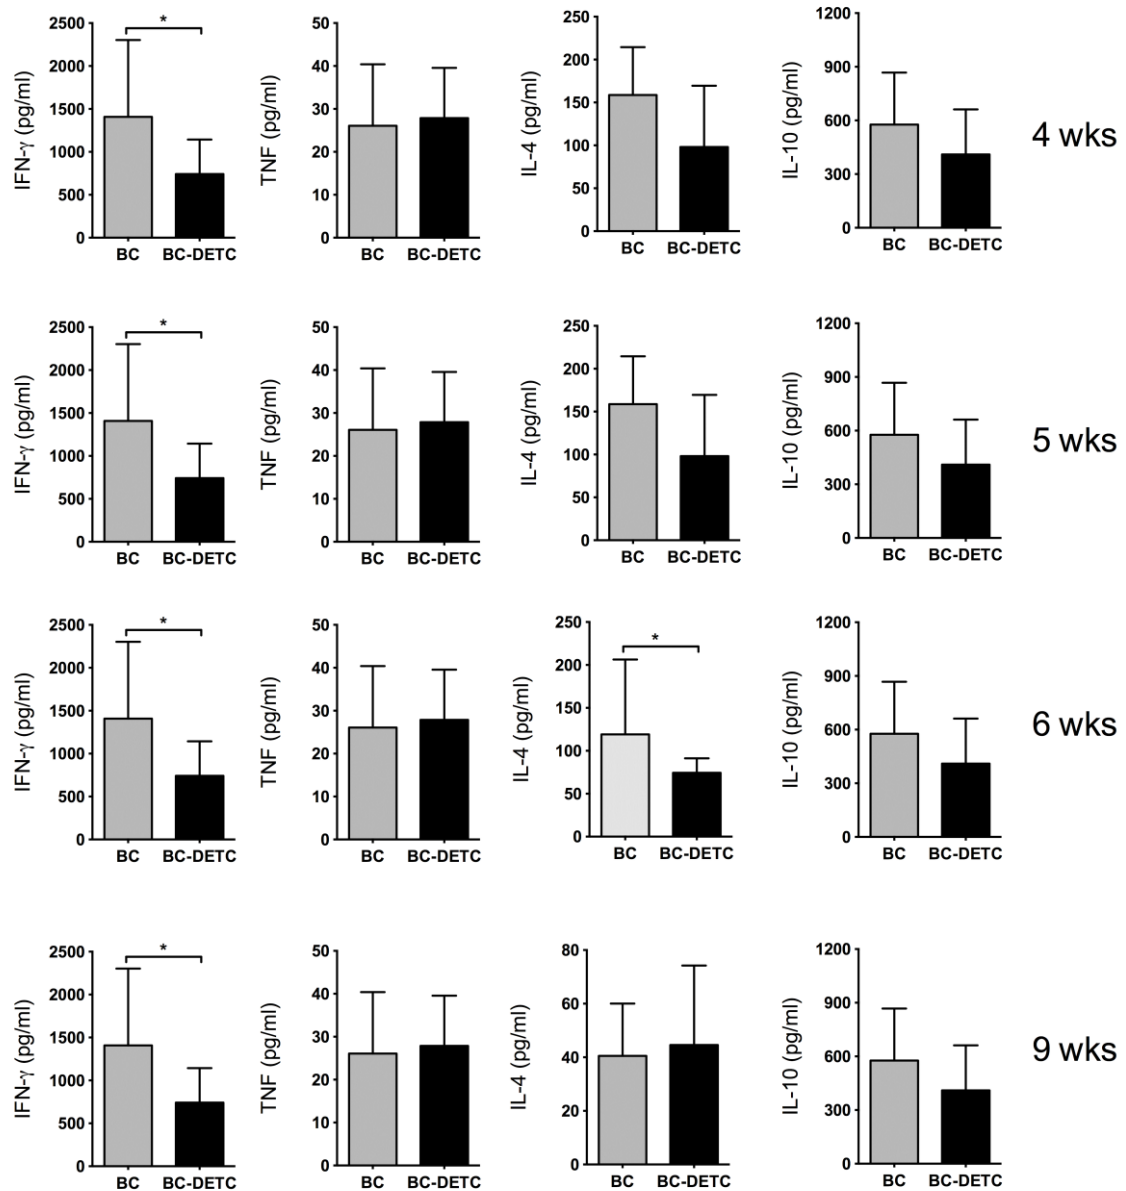 *
IFN-γ (pg/ml)
2500
2000
1500
1000
500
0
BC BC-DETC
TNF (pg/ml)
50
40
30
20
10
0
BC BC-DETC
IL-4 (pg/ml)
250
200
150
100
50
0
BC BC-DETC
IL-10 (pg/ml)
1200
900
600
300
0
BC BC-DETC
4 wks
*
IFN-γ (pg/ml)
2500
2000
1500
1000
500
0
BC BC-DETC
TNF (pg/ml)
50
40
30
20
10
0
BC BC-DETC
IL-4 (pg/ml)
250
200
150
100
50
0
BC BC-DETC
IL-10 (pg/ml)
1200
900
600
300
0
BC BC-DETC
5 wks
*
IFN-γ (pg/ml)
2500
2000
1500
1000
500
0
BC BC-DETC
TNF (pg/ml)
50
40
30
20
10
0
BC BC-DETC
*
IL-4 (pg/ml)
250
200
150
100
50
0
BC BC-DETC
IL-10 (pg/ml)
1200
900
600
300
0
BC BC-DETC
6 wks
*
IFN-γ (pg/ml)
2500
2000
1500
1000
500
0
BC BC-DETC
TNF (pg/ml)
50
40
30
20
10
0
BC BC-DETC
IL-4 (pg/ml)
80
60
40
20
0
BC BC-DETC
IL-10 (pg/ml)
1200
900
600
300
0
BC BC-DETC
9 wks